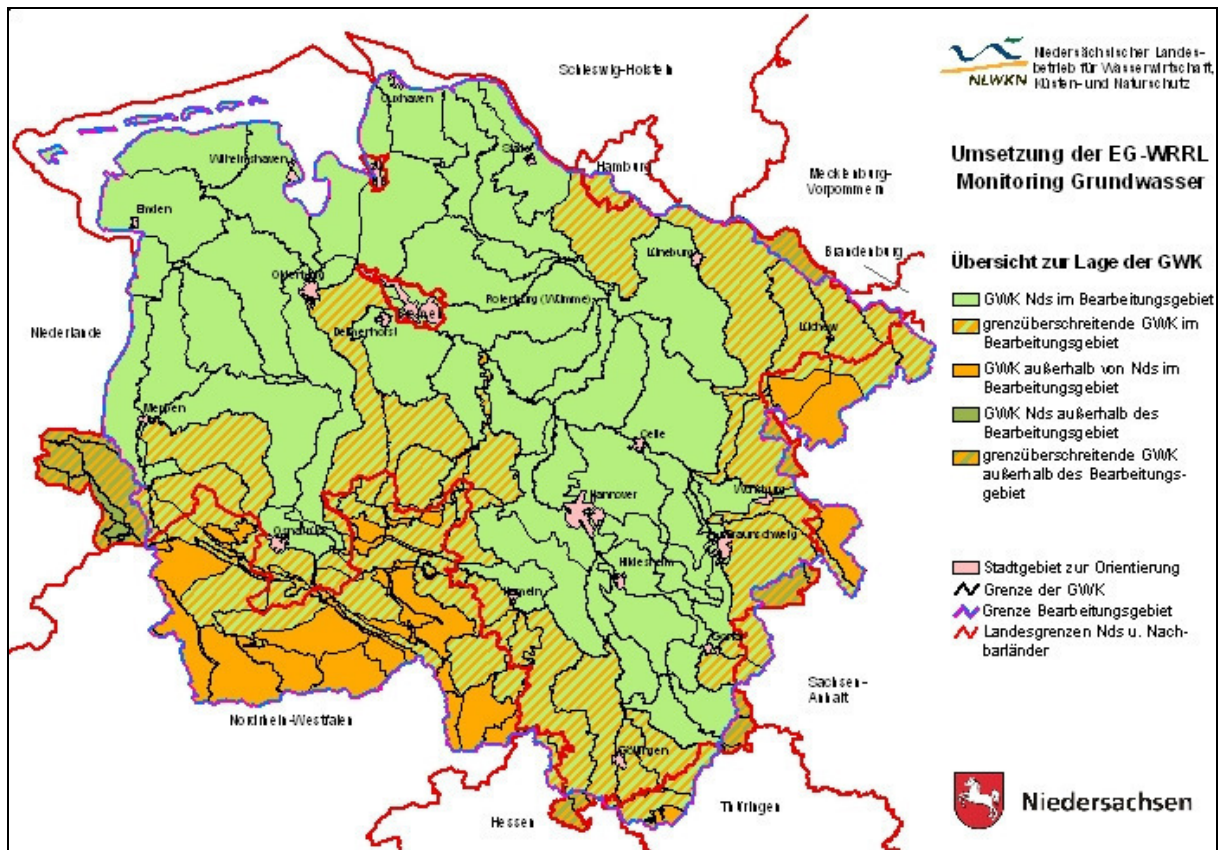 Schleswig-Holstein
Niedersächsischer Landes-
betrieb für Wasserwirtschaft,
Küsten- und Naturschutz
NLWKN
Cuxhaven
Stade
Wilhelmshaven
Hamburg
Mecklenburg-
Vorpommern
Umsetzung der EG-WRRL
Monitoring Grundwasser
Emden
Lüneburg
Brandenburg
Oldenburg
Rotenburg (Wümme)
Bremen
Delmenhorst
Lüchow
Niederlande
Meppen
Celle
Hannover
Wolfsburg
Osnabrück
Braunschweig
Hildesheim
Hameln
Goslar
Sachsen-
Anhalt
Nordrhein-Westfalen
Göttingen
Thüringen
Hessen
Übersicht zur Lage der GWK
GWK Nds im Bearbeitungsgebiet
grenzüberschreitende GWK im
Bearbeitungsgebiet
GWK außerhalb von Nds im
Bearbeitungsgebiet
GWK Nds außerhalb des
Bearbeitungsgebiet
grenzüberschreitende GWK
außerhalb des Bearbeitungs-
gebiet
Stadtgebiet zur Orientierung
Grenze der GWK
Grenze Bearbeitungsgebiet
Landesgrenzen Nds u. Nach-
barländer
Niedersachsen